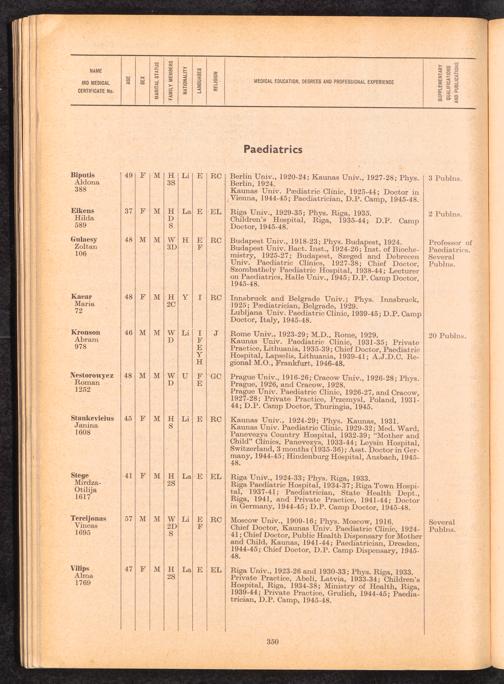 NAME
AND MEDICAL
CERTIFICATE No.
AGE
SEX
MARITAL STATUS
FAMILY MEMBERS
NATIONALITY
LANGUAGES
RELIGION
MEDICAL EDUCATION, DEGREES AND PROFESSIONAL EXPERIENCE
SUPPLEMENTARY
QUALIFICATIONS
AND PUBLICATIONS
Paediatrics
Biputis 49 F M H Li E RC Berlin Univ., 1920-24; Kaunas Univ., 1927-28; Phys. 3 Publns.
Aldona 3S Berlin, 1924.
388 Kaunas Univ. Pædiatric Clinic, 1925-44; Doctor in
Vienna, 1944-45; Paediatrician, D.P. Camp, 1945-48.
Eikens 37 F M H La E EL Riga Univ., 1929-35; Phys. Riga, 1935. 2 Publns.
Hilda D Children's Hospital, Riga, 1935-44; D.P. Camp
589 S Doctor, 1945-48.
Gulacsy 48 M M W H E RC Budapest Univ., 1918-23; Phys. Budapest, 1924. Professor of
Zoltan 3D F Budapest Univ. Bact. Inst., 1924-26; Inst. of Bioche- Paediatrics.
106 mistry, 1925-27; Budapest, Szeged and Debrecen Several
Univ. Paediatric Clinics, 1927-38; Chief Doctor, Publns.
Szombathely Paediatric Hospital, 1938-44; Lecturer
on Paediatrics, Halle Univ., 1945; D.P. Camp Doctor,
1945-48.
Kacar 48 F M H Y I RC Innsbruck and Belgrade Univ.; Phys. Innsbruck,
Maria 2C 1925; Pædiatrician, Belgrade, 1929.
72 Lubljana Univ. Paediatric Clinic, 1939-45; D.P. Camp
Doctor, Italy, 1945-48.
Kronson 46 M M W Li I J Rome Univ., 1923-29; M.D., Rome, 1929. 20 Publns.
Abram D F Kaunas Univ. Paediatric Clinic, 1931-35; Private
978 E Practice, Lithuania, 1935-39; Chief Doctor, Paediatric
Y Hospital, Lapselis, Lithuania, 1939-41; A.J.D.C. Re-
H gional M.O., Frankfurt, 1946-48.
Nestorowycz 48 M M W U F GC Prague Univ., 1916-26; Cracow Univ., 1926-28; Phys.
Roman D E Prague, 1926, and Cracow, 1928.
1252 Prague Univ. Paediatric Clinic, 1926-27, and Cracow,
1927-28; Private Practice, Przemysl, Poland, 1931-
44; D.P. Camp Doctor, Thuringia, 1945.
Stankevicius 45 F M H Li E RC Kaunas Univ., 1924-29; Phys. Kaunas, 1931.
Janina S Kaunas Univ. Paediatric Clinic, 1929-32; Med. Ward,
1608 Panevezys Country Hospital, 1932-39; "Mother and
Child" Clinics, Panevezys, 1933-44; Leysin Hospital,
Switzerland, 3 months (1935-36); Asst. Doctor in Ger-
many, 1944-45; Hindenburg Hospital, Ansbach, 1945-
48.
Stege 41 F M H La E EL Riga Univ., 1924-33; Phys. Riga, 1933.
Mirdza- 2S Riga Paediatric Hospital, 1934-37; Riga Town Hospi-
Otilija tal, 1937-41; Paediatrician, State Health Dept.,
1617 Riga, 1941, and Private Practice, 1941-44; Doctor
in Germany, 1944-45; D.P. Camp Doctor, 1945-48.
Tereijonas 57 M M W Li E RC Moscow Univ., 1909-16; Phys. Moscow, 1916. Several
Vincas 2D F Chief Doctor, Kaunas Univ. Paediatric Clinic, 1924- Publns.
1695 S 41; Chief Doctor, Public Health Dispensary for Mother
and Child, Kaunas, 1941-44; Paediatrician, Dresden,
1944-45; Chief Doctor, D.P. Camp Dispensary, 1945-
48.
Vilips 47 F M H La E EL Riga Univ., 1923-26 and 1930-33; Phys. Riga, 1933.
Alma 2S Private Practice, Abeli, Latvia, 1933-34; Children's
1769 Hospital, Riga, 1934-38; Ministry of Health, Riga,
1939-44; Private Practice, Grulich, 1944-45; Paedia-
trician, D.P. Camp, 1945-48.
350